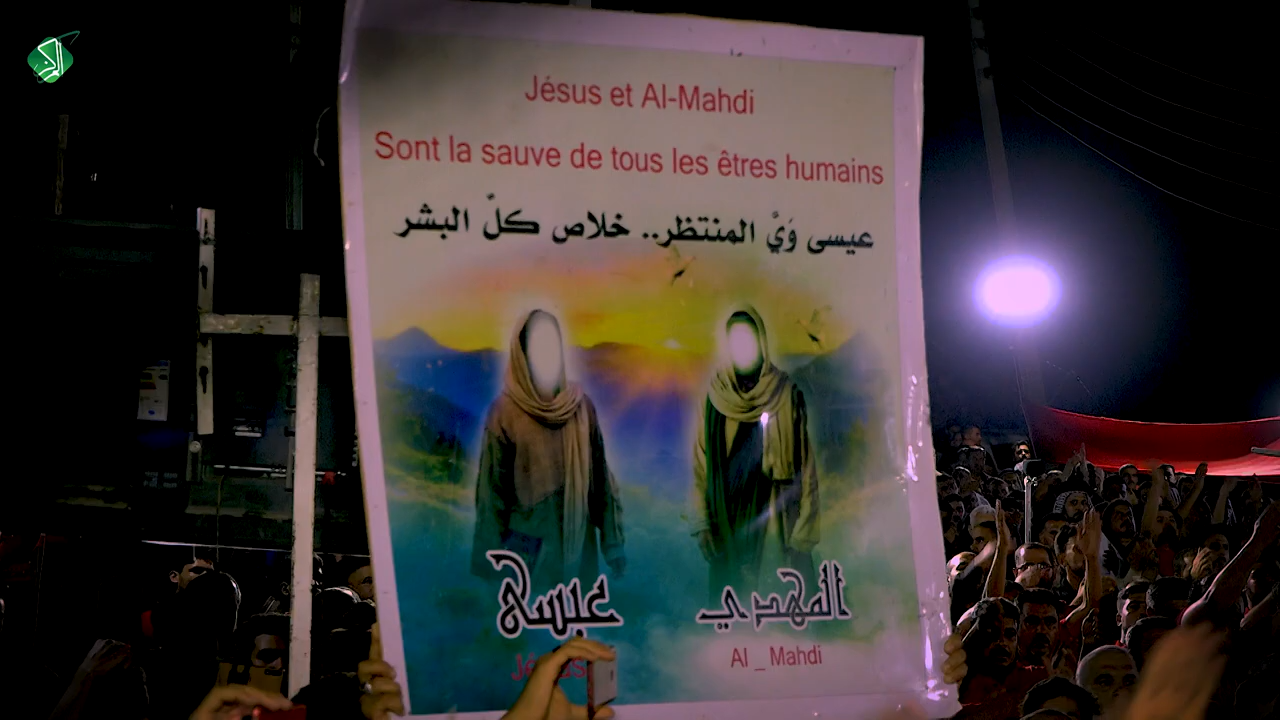 Jésus et Al-Mahdi
Sont la sauve de tous les êtres humains
عيسى وَيَّ المنتظر.. خلاص كلّ البشر
عيسى
المهدي
Al _ Mahdi